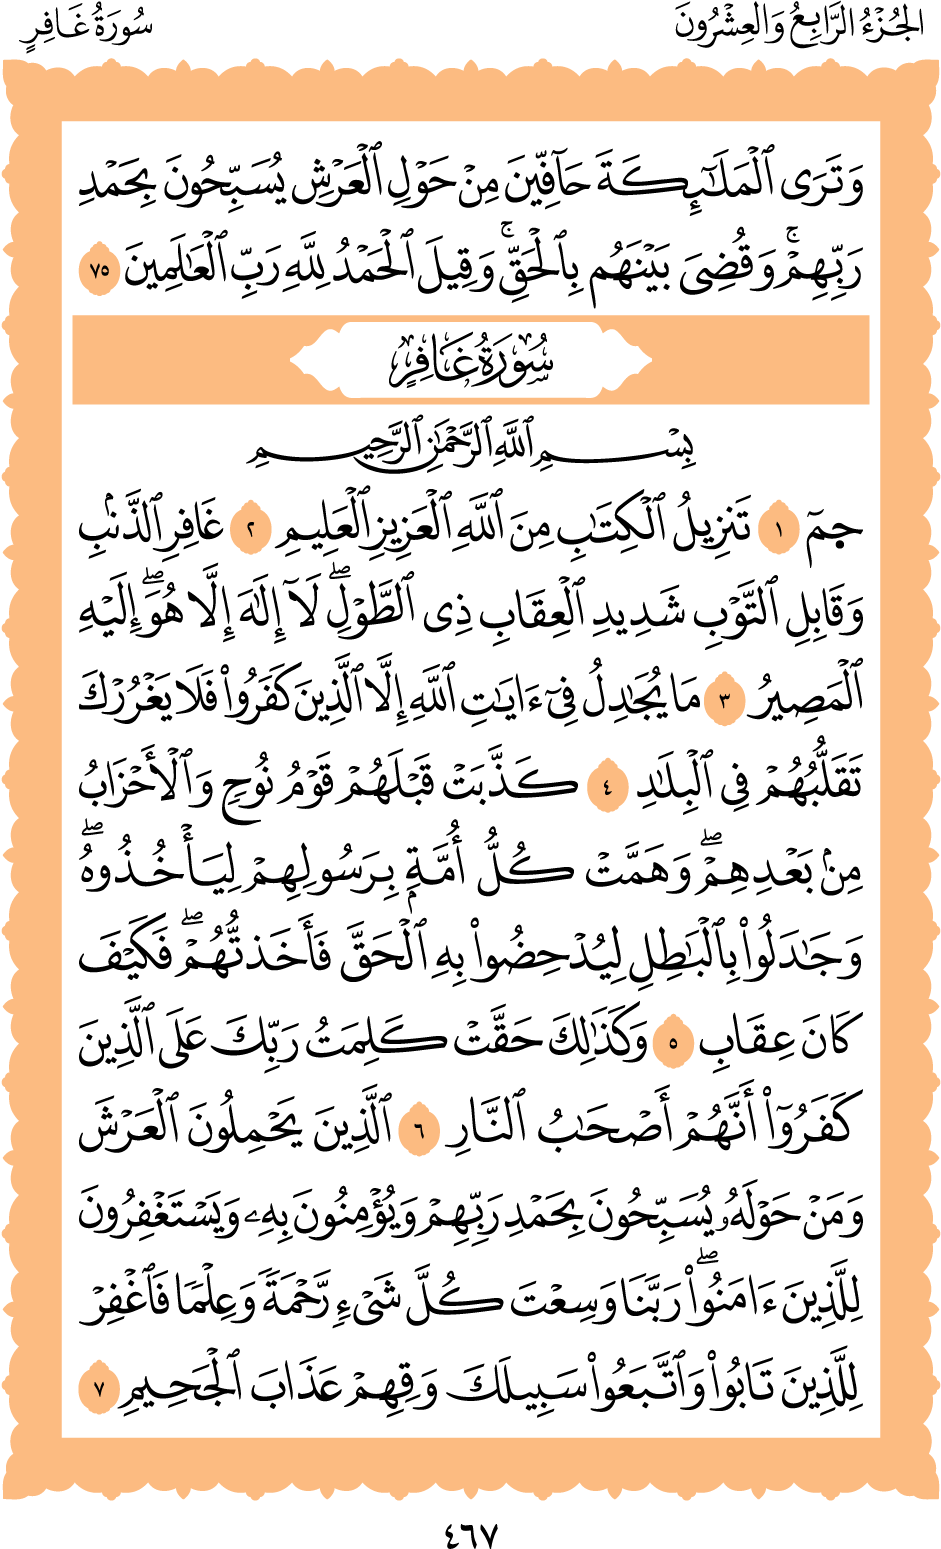 الجُزْءُ الرَّابِعُ وَالعِشْرُونَ
سُورَةُ غَافِرٍ
وَتَرَى ٱلْمَلَـٰٓئِكَةَ حَآفِّينَ مِنْ حَوْلِ ٱلْعَرْشِ يُسَبِّحُونَ بِحَمْدِ
رَبِّهِمْ ۚ وَقُضِىَ بَيْنَهُم بِٱلْحَقِّ ۚ وَقِيلَ ٱلْحَمْدُ لِلَّهِ رَبِّ ٱلْعَـٰلَمِينَ ٧٥
سُورَةُ غَافِرٍ
بِسْمِ ٱللَّهِ ٱلرَّحْمَـٰنِ ٱلرَّحِيمِ
حمٓ ١ تَنزِيلُ ٱلْكِتَـٰبِ مِنَ ٱللَّهِ ٱلْعَزِيزِ ٱلْعَلِيمِ ٢ غَافِرِ ٱلذَّنۢبِ
وَقَابِلِ ٱلتَّوْبِ شَدِيدِ ٱلْعِقَابِ ذِى ٱلطَّوْلِ ۖ لَآ إِلَـٰهَ إِلَّا هُوَ ۖ إِلَيْهِ
ٱلْمَصِيرُ ٣ مَا يُجَـٰدِلُ فِىٓ ءَايَـٰتِ ٱللَّهِ إِلَّا ٱلَّذِينَ كَفَرُوا۟ فَلَا يَغْرُرْكَ
تَقَلُّبُهُمْ فِى ٱلْبِلَـٰدِ ٤ كَذَّبَتْ قَبْلَهُمْ قَوْمُ نُوحٍ وَٱلْأَحْزَابُ
مِنۢ بَعْدِهِمْ ۖ وَهَمَّتْ كُلُّ أُمَّةٍۭ بِرَسُولِهِمْ لِيَأْخُذُوهُ ۖ
وَجَـٰدَلُوا۟ بِٱلْبَـٰطِلِ لِيُدْحِضُوا۟ بِهِ ٱلْحَقَّ فَأَخَذتُّهُمْ ۖ فَكَيْفَ
كَانَ عِقَابِ ٥ وَكَذَٰلِكَ حَقَّتْ كَلِمَتُ رَبِّكَ عَلَى ٱلَّذِينَ
كَفَرُوٓا۟ أَنَّهُمْ أَصْحَـٰبُ ٱلنَّارِ ٦ ٱلَّذِينَ يَحْمِلُونَ ٱلْعَرْشَ
وَمَنْ حَوْلَهُۥ يُسَبِّحُونَ بِحَمْدِ رَبِّهِمْ وَيُؤْمِنُونَ بِهِۦ وَيَسْتَغْفِرُونَ
لِلَّذِينَ ءَامَنُوا۟ ۖ رَبَّنَا وَسِعْتَ كُلَّ شَىْءٍ رَّحْمَةً وَعِلْمًا فَٱغْفِرْ
لِلَّذِينَ تَابُوا۟ وَٱتَّبَعُوا۟ سَبِيلَكَ وَقِهِمْ عَذَابَ ٱلْجَحِيمِ ٧
٤٦٧